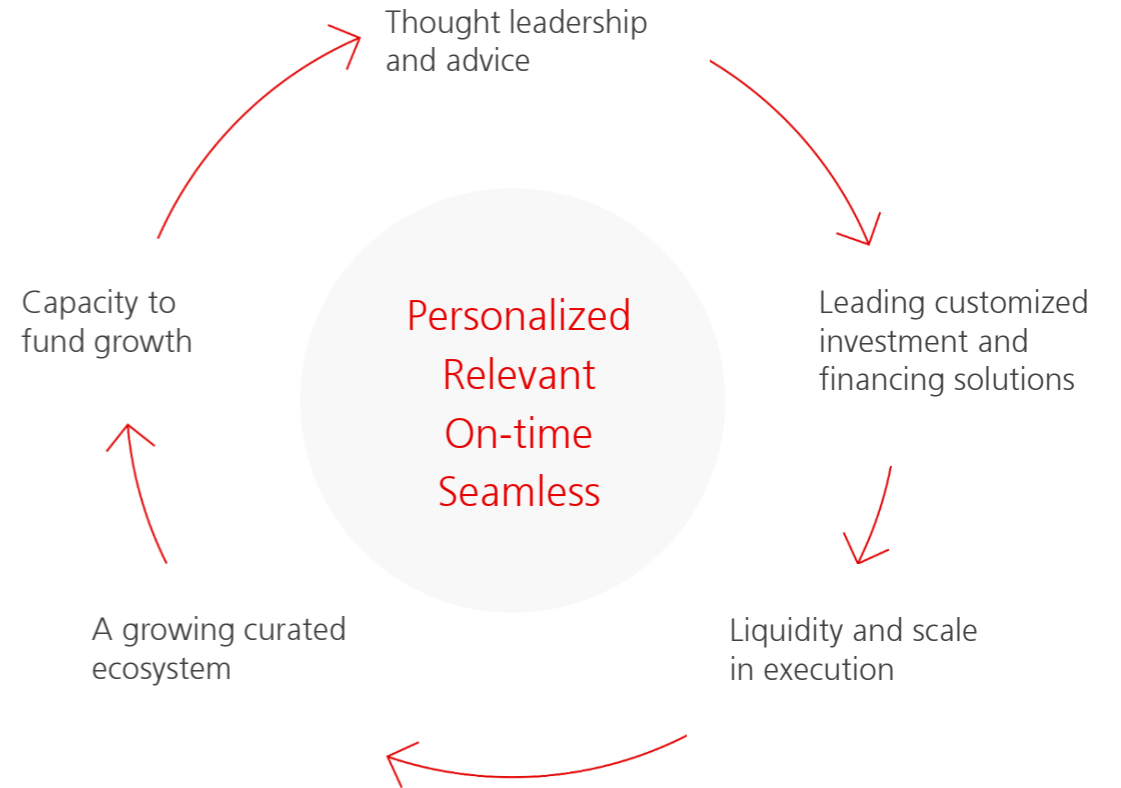 Thought leadership
and advice
Leading customized
investment and
financing solutions
Liquidity and scale
in execution
A growing curated
ecosystem
Capacity to
fund growth
Personalized
Relevant
On-time
Seamless